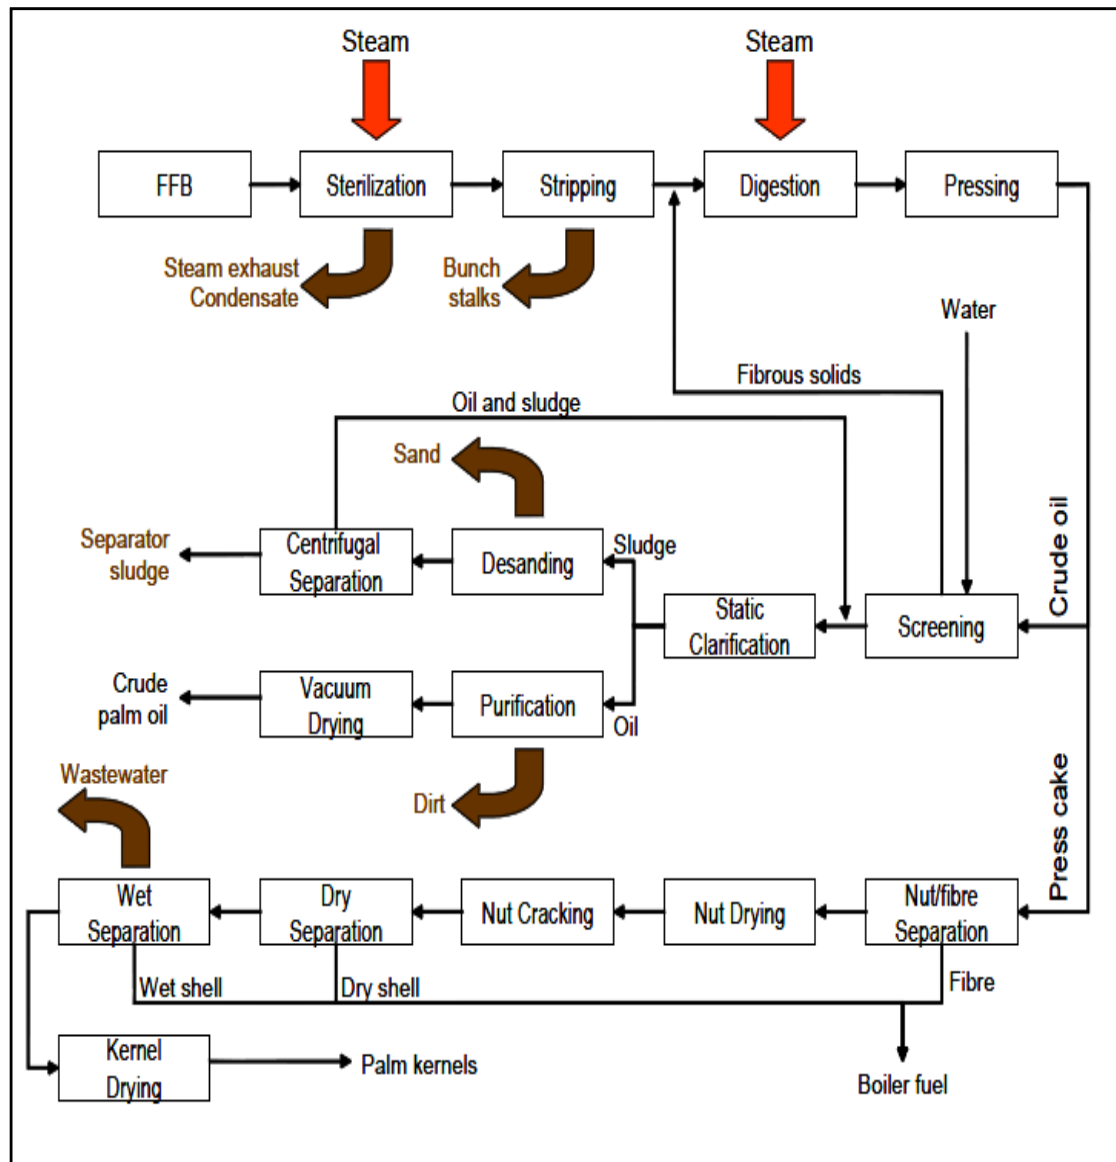 Steam
Steam
FFB
Sterilization
Stripping
Digestion
Pressing
Steam exhaust
Condensate
Bunch
stalks
Water
Fibrous solids
Oil and sludge
Sand
Crude oil
Separator
sludge
Centrifugal
Separation
Desanding
Sludge
Static
Clarification
Screening
Crude
palm oil
Vacuum
Drying
Purification
Oil
Wastewater
Dirt
Press cake
Wet
Separation
Dry
Separation
Nut Cracking
Nut Drying
Nut/fibre
Separation
Wet shell
Dry shell
Fibre
Kernel
Drying
Palm kernels
Boiler fuel